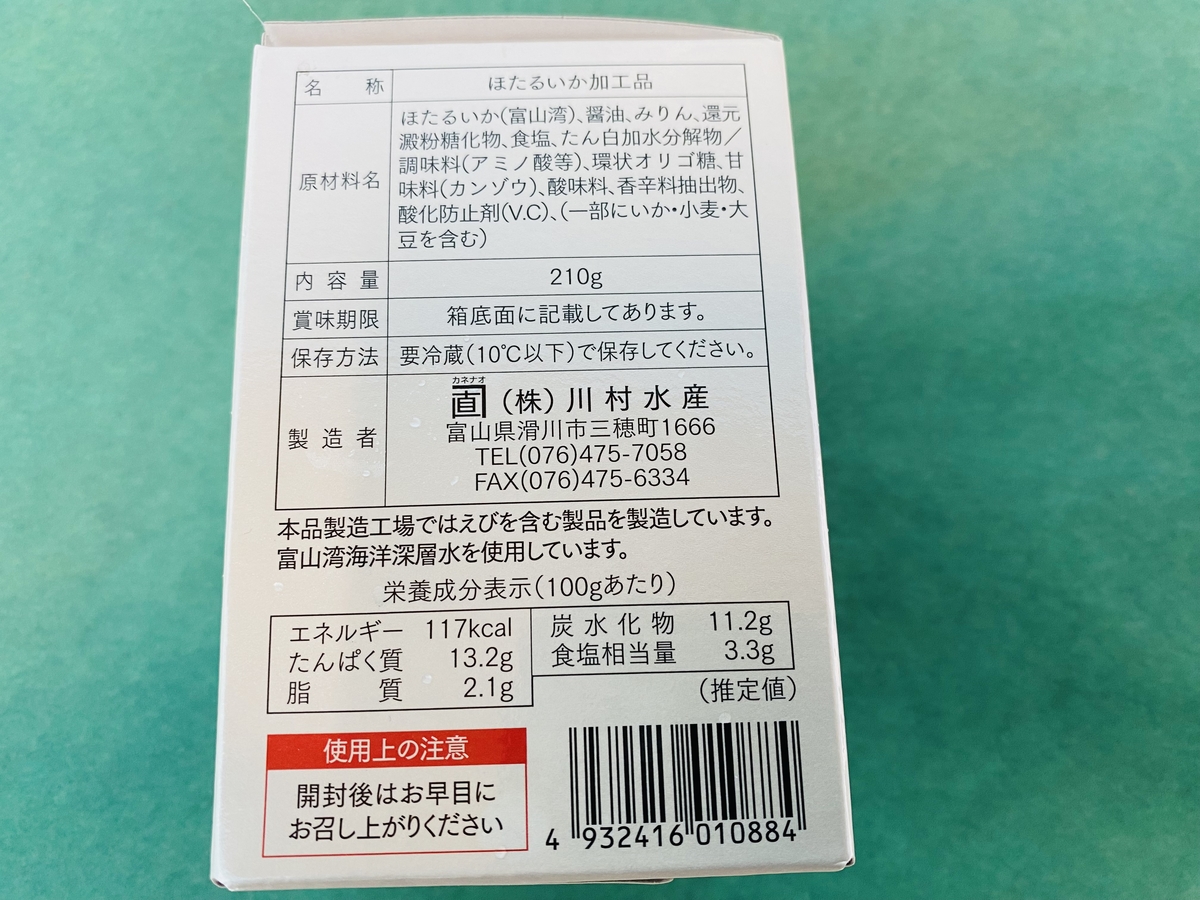 名称 ほたるいか加工品
原材料名
ほたるいか(富山湾)、醤油、みりん、還元
澱粉糖化物、食塩、たん白加水分解物／
調味料(アミノ酸等)、環状オリゴ糖、甘
味料(カンゾウ)、酸味料、香辛料抽出物、
酸化防止剤(V.C)、(一部にいか・小麦・大
豆を含む)
内容量 210g
賞味期限 箱底面に記載してあります。
保存方法 要冷蔵(10℃以下)で保存してください。
製造者
カネナオ
直 (株)川村水産
富山県滑川市三穂町1666
TEL(076)475-7058
FAX(076)475-6334
本品製造工場ではえびを含む製品を製造しています。
富山湾海洋深層水を使用しています。
栄養成分表示(100gあたり)
エネルギー 117kcal
たんぱく質 13.2g
脂質 2.1g
炭水化物 11.2g
食塩相当量 3.3g
(推定値)
使用上の注意
開封後はお早目に
お召し上がりください
4 932416 010884